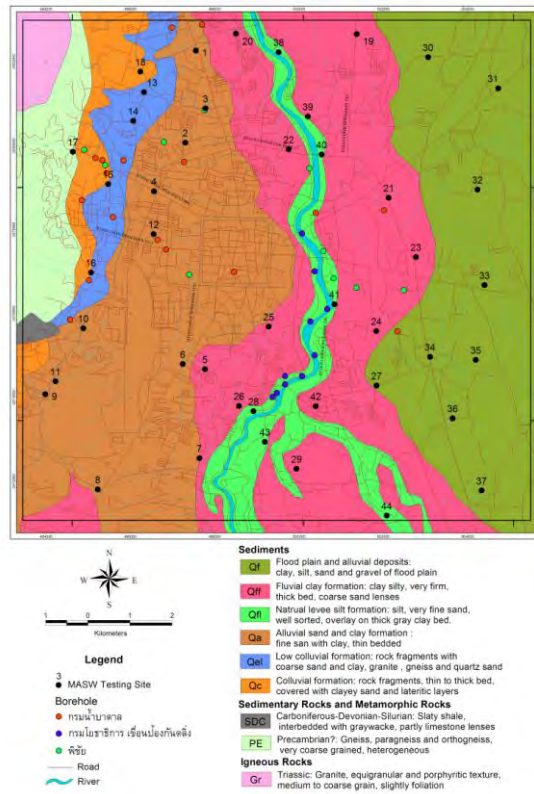 20
19
38
30
1
18
13
31
3
39
14
2
22
40
17
15
4
32
21
12
23
16
33
41
10
25
24
34
35
6
5
27
11
9
26
28
42
36
43
7
29
8
37
44
N
W E
S
1 0 1 2
Kilometers
Legend
3
MASW Testing Site
Borehole
กรมน้ำบาดาล
กรมโยธาธิการ เขื่อนป้องกันตลิ่ง
พิชัย
Road
River
Sediments
Qf Flood plain and alluvial deposits:
clay, silt, sand and gravel of flood plain
Qff Fluvial clay formation: clay silty, very firm,
thick bed, coarse sand lenses
Qfl Natrual levee silt formation: silt, very fine sand,
well sorted, overlay on thick gray clay bed.
Qa Alluvial sand and clay formation :
fine san with clay, thin bedded
Qel Low colluvial formation: rock fragments with
coarse sand and clay, granite , gneiss and quartz sand
Qc Colluvial formation: rock fragments, thin to thick bed,
covered with clayey sand and lateritic layers
Sedimentary Rocks and Metamorphic Rocks
SDC Carboniferous-Devonian-Silurian: Slaty shale,
interbedded with graywacke, partly limestone lenses
PE Precambrian?: Gneiss, paragneiss and orthogneiss,
very coarse grained, heterogneous
Igneous Rocks
Gr Triassic: Granite, equigranular and porphyritic texture,
medium to coarse grain, slightly foliation